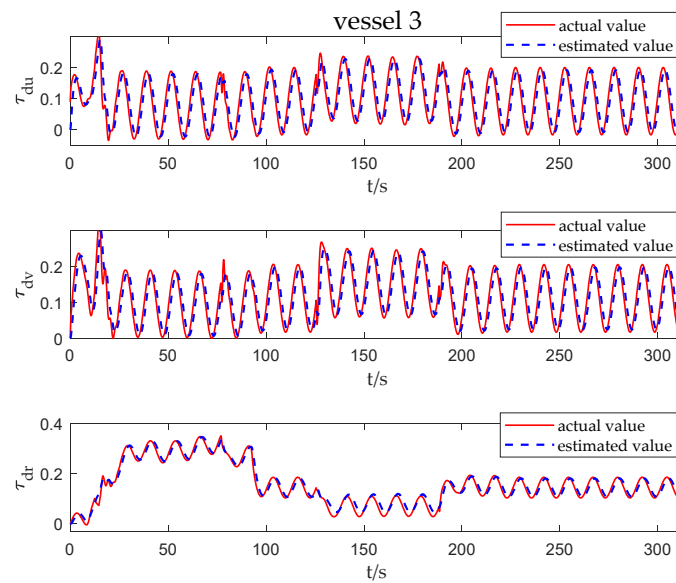 vessel 3
actual value
estimated value
τdu
0.2
0.1
0
0 50 100 150 200 250 300
t/s
actual value
estimated value
τdv
0.2
0.1
0
0 50 100 150 200 250 300
t/s
actual value
estimated value
τdr
0.4
0.2
0
0 50 100 150 200 250 300
t/s